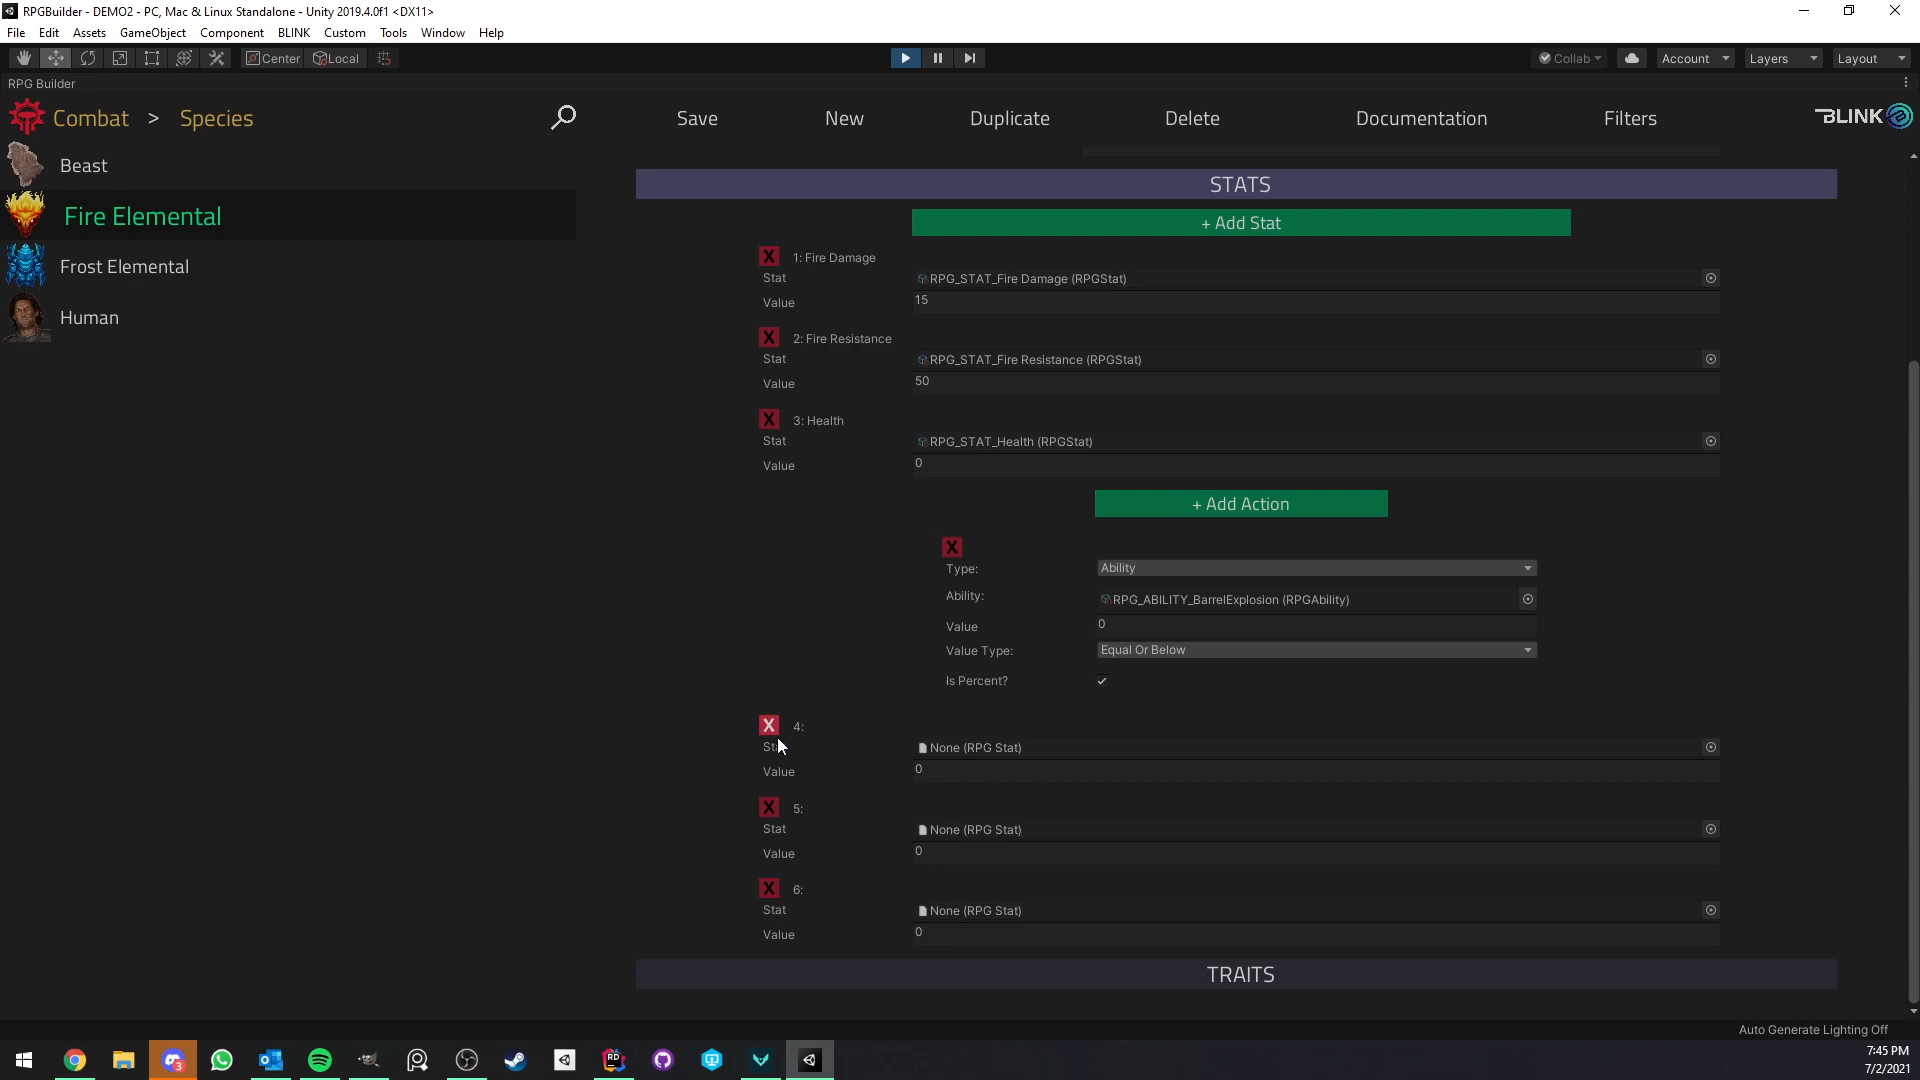 RPGBuilder - DEMO2 - PC, Mac & Linux Standalone - Unity 2019.4.0f1 <DX11>
File Edit Assets GameObject Component BLINK Custom Tools Window Help
Center Local Collab Account Layers Layout
RPG Builder
Combat > Species Save New Duplicate Delete Documentation Filters BLINK
Beast
Fire Elemental
Frost Elemental
Human
STATS
+ Add Stat
X 1: Fire Damage
Stat RPG_STAT_Fire Damage (RPGStat)
Value 15
X 2: Fire Resistance
Stat RPG_STAT_Fire Resistance (RPGStat)
Value 50
X 3: Health
Stat RPG_STAT_Health (RPGStat)
Value 0
+ Add Action
X
Type: Ability
Ability: RPG_ABILITY_BarrelExplosion (RPGAbility)
Value 0
Value Type: Equal Or Below
Is Percent?
X 4:
None (RPG Stat)
Value 0
X 5:
Stat None (RPG Stat)
Value 0
X 6:
Stat None (RPG Stat)
Value 0
TRAITS
Auto Generate Lighting Off
3
RD
7:45 PM
7/2/2021